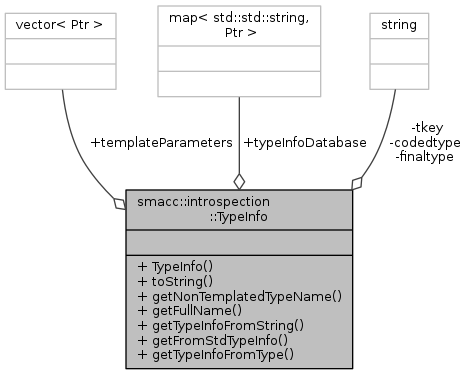 vector< Ptr >
map< std::std::string,
Ptr >
string
+templateParameters
+typeInfoDatabase
-tkey
-codedtype
-finaltype
smacc::introspection
::TypeInfo
+ TypeInfo()
+ toString()
+ getNonTemplatedTypeName()
+ getFullName()
+ getTypeInfoFromString()
+ getFromStdTypeInfo()
+ getTypeInfoFromType()